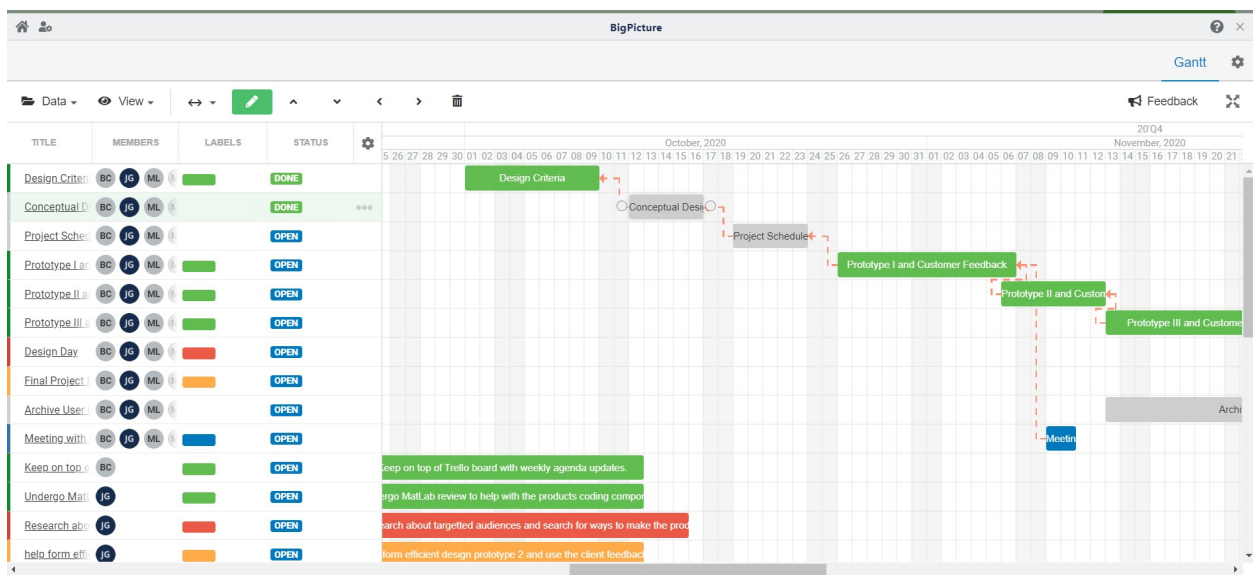 BigPicture
Gantt
Data View Feedback
20'Q4
TITLE MEMBERS LABELS STATUS October, 2020 November, 2020
5 26 27 28 29 30 01 02 03 04 05 06 07 08 09 10 11 12 13 14 15 16 17 18 19 20 21 22 23 24 25 26 27 28 29 30 31 01 02 03 04 05 06 07 08 09 10 11 12 13 14 15 16 17 18 19 20 21
Design Criteri BC JG ML DONE Design Criteria
Conceptual D BC JG ML DONE Conceptual Desi
Project Sched BC JG ML OPEN Project Schedule
Prototype I an BC JG ML OPEN Prototype I and Customer Feedback
Prototype II a BC JG ML OPEN Prototype II and Custom
Prototype III a BC JG ML OPEN Prototype III and Custome
Design Day BC JG ML OPEN
Final Project BC JG ML OPEN
Archive User BC JG ML OPEN Archi
Meeting with BC JG ML OPEN Meetin
Keep on top o BC OPEN Keep on top of Trello board with weekly agenda updates.
Undergo Matl JG OPEN ergo MatLab review to help with the products coding compor
Research abo JG OPEN earch about targetted audiences and search for ways to make the prod
help form effi JG OPEN form efficient design prototype 2 and use the client feedbac